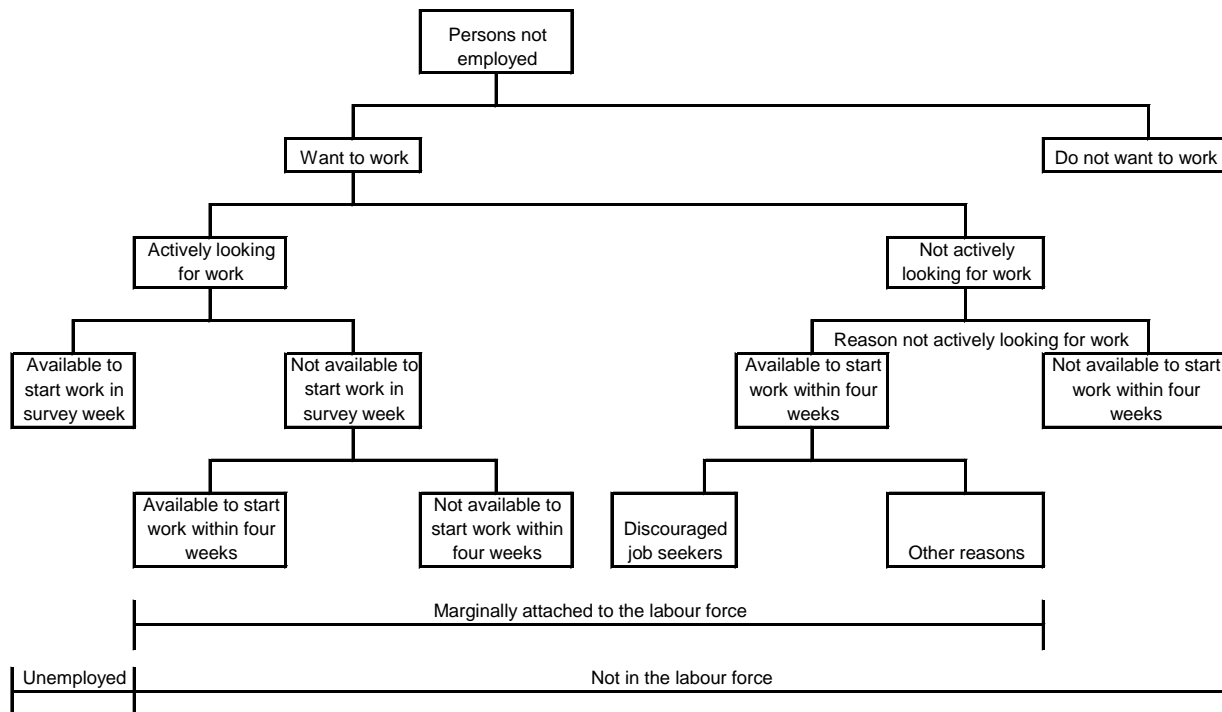 Persons not
employed
Want to work
Do not want to work
Actively looking
for work
Not actively
looking for work
Reason not actively looking for work
Available to
start work in
survey week
Not available to
start work in
survey week
Available to start
work within four
weeks
Not available to start
work within four
weeks
Available to start
work within four
weeks
Not available to
start work within
four weeks
Discouraged
job seekers
Other reasons
Marginally attached to the labour force
Unemployed
Not in the labour force